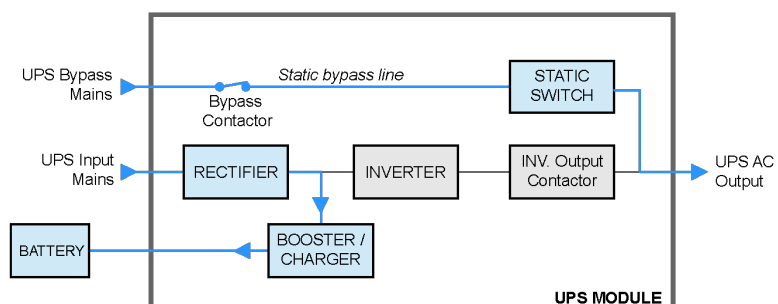 UPS Bypass
Mains
Static bypass line
Bypass
Contactor
STATIC
SWITCH
UPS Input
Mains
RECTIFIER
INVERTER
INV. Output
Contactor
UPS AC
Output
BATTERY
BOOSTER /
CHARGER
UPS MODULE